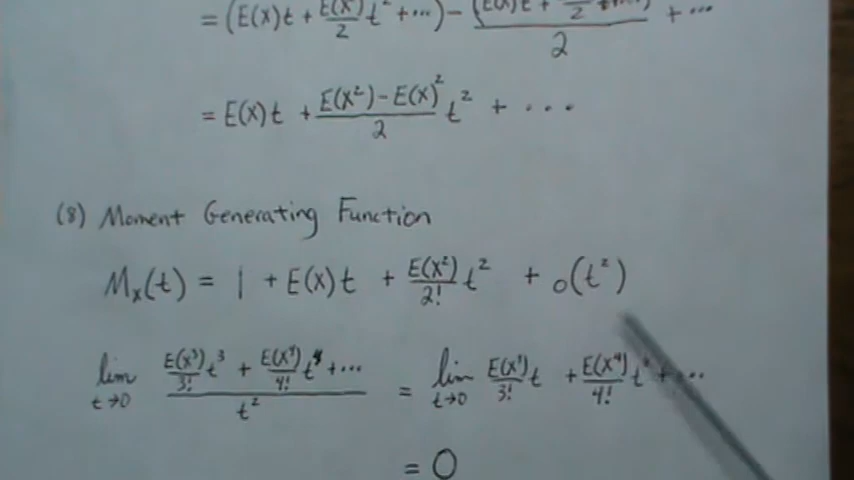 = (E(x)t + E(x²)/2 t² + ...) - (E(x)t + /2 + ...)/2 + ...
= E(x)t + (E(x²) - E(x)²)/2 t² + ...
(8) Moment Generating Function
Mx(t) = 1 + E(x)t + E(x²)/2! t² + o(t²)
lim t→0 (E(x³)/3! t³ + E(x⁴)/4! t⁴ + ...)/t² = lim t→0 E(x³)/3! t + E(x⁴)/4! t² + ...
= 0